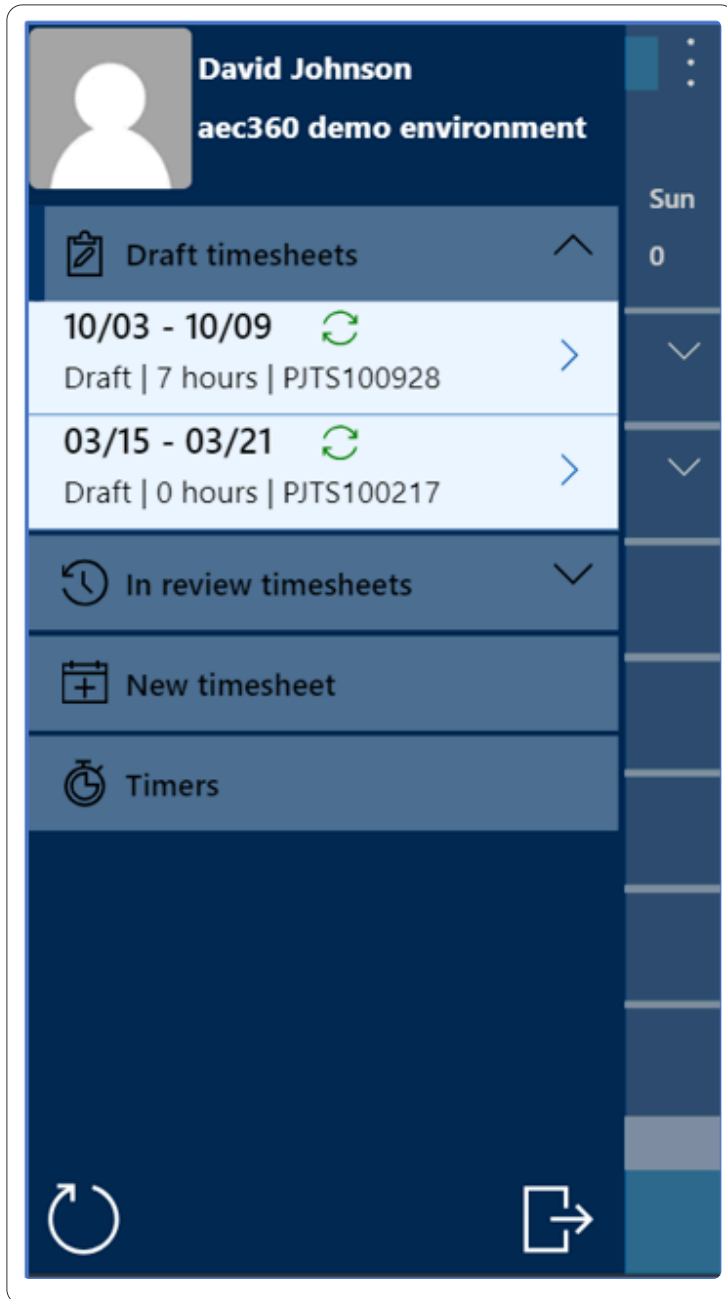 David Johnson
aec360 demo environment
Sun
0
Draft timesheets
10/03 - 10/09
Draft | 7 hours | PJTS100928
03/15 - 03/21
Draft | 0 hours | PJTS100217
In review timesheets
New timesheet
Timers